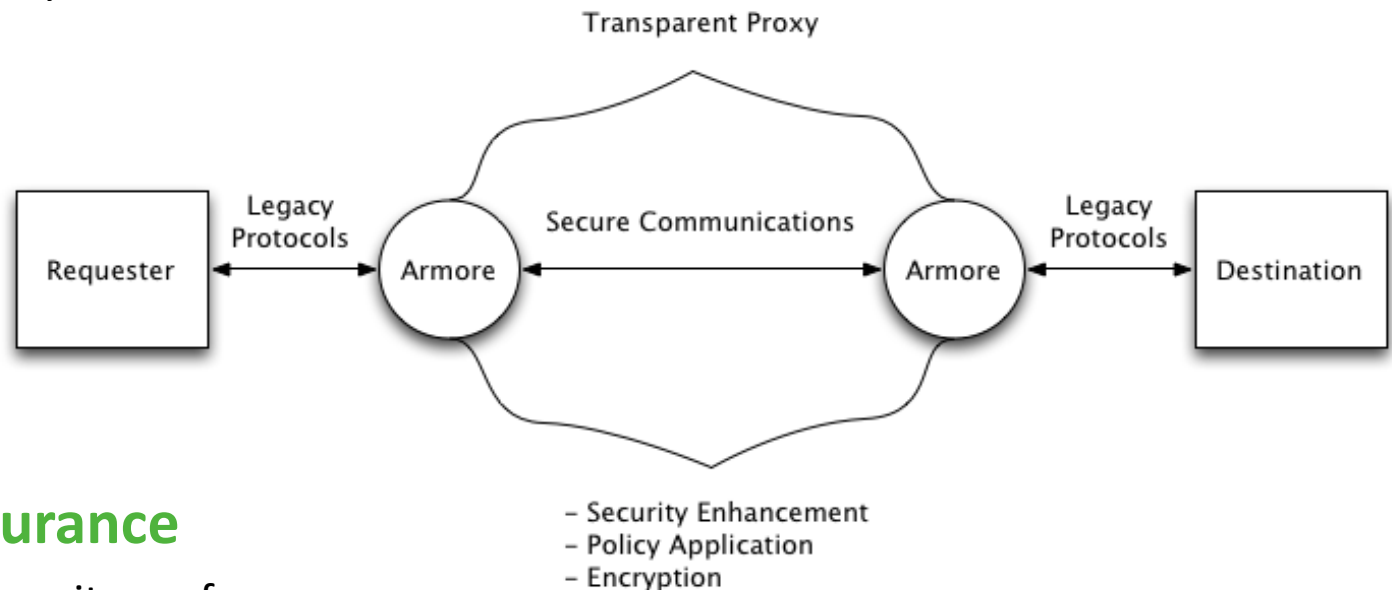 Transparent Proxy
Legacy
Protocols
Secure Communications
Legacy
Protocols
Requester
Armore
Armore
Destination
urance
– Security Enhancement
– Policy Application
– Encryption